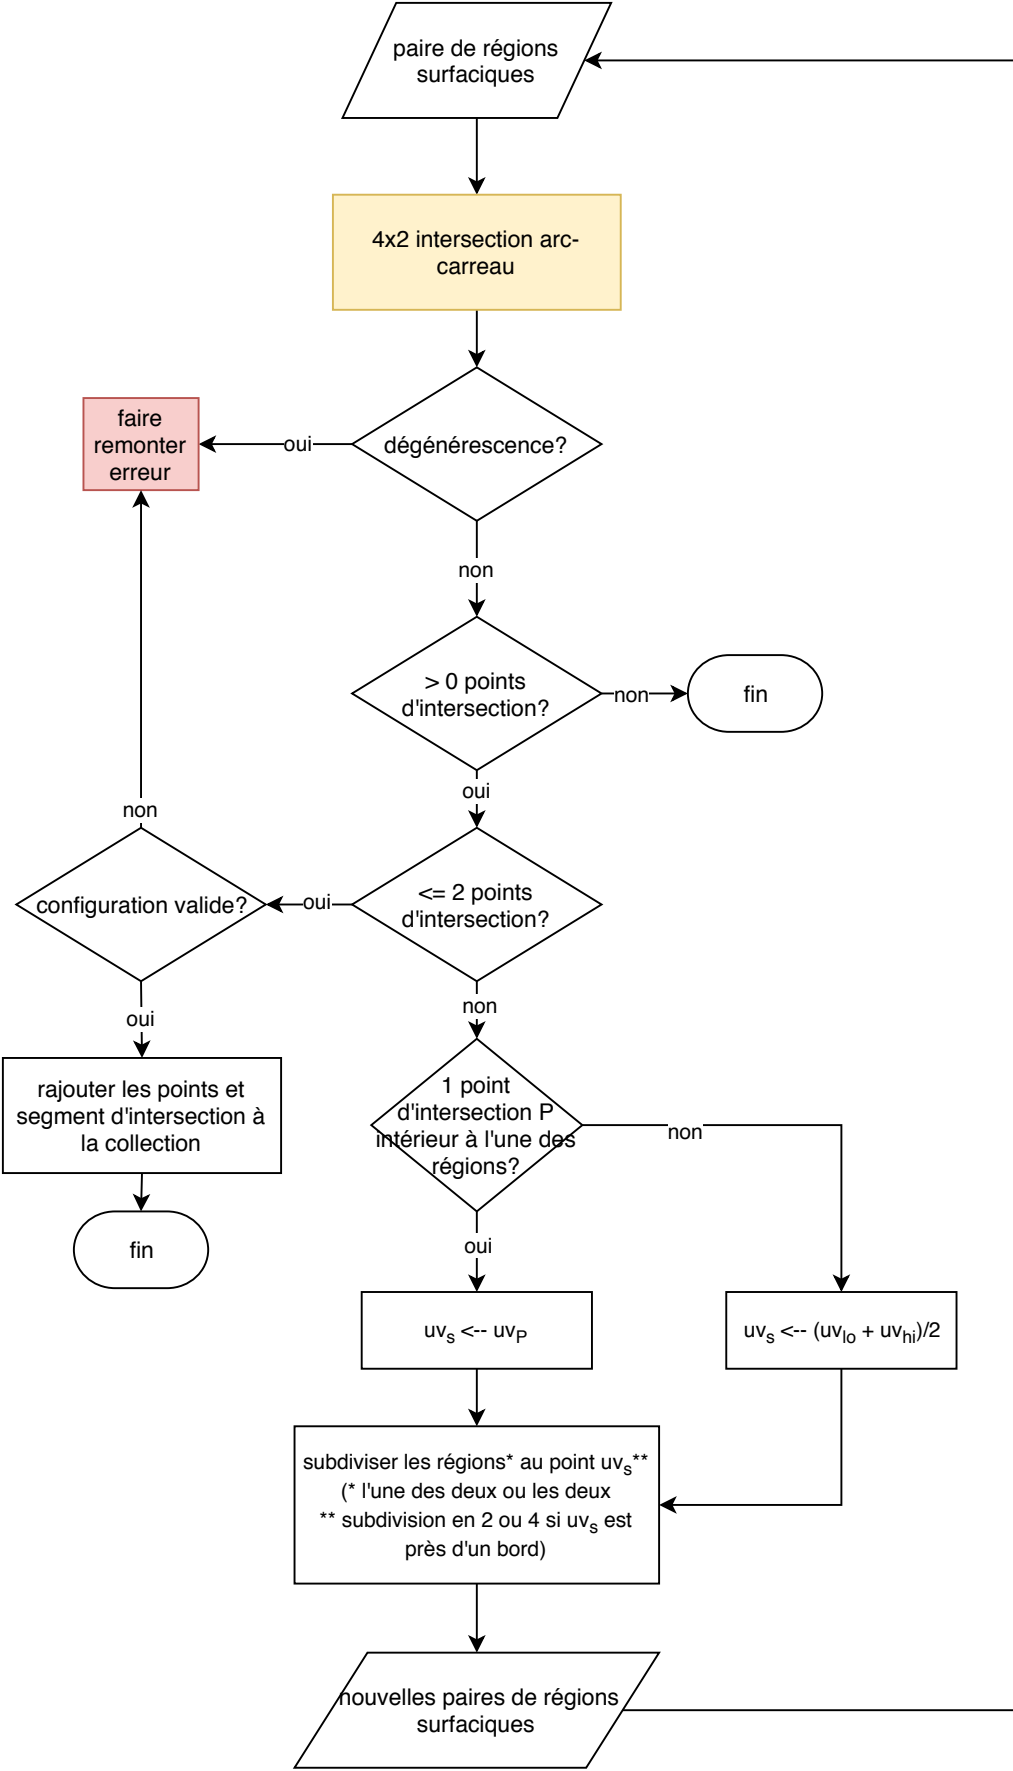 paire de régions
surfaciques
4x2 intersection arc-
carreau
dégénérescence?
oui
faire
remonter
erreur
non
> 0 points
d'intersection?
non
fin
oui
<= 2 points
d'intersection?
oui
configuration valide?
non
oui
rajouter les points et
segment d'intersection à
la collection
fin
non
1 point
d'intersection P
intérieur à l'une des
régions?
non
oui
uvs <-- uvP
uvs <-- (uvlo + uvhi)/2
subdiviser les régions* au point uvs**
(* l'une des deux ou les deux
** subdivision en 2 ou 4 si uvs est
près d'un bord)
nouvelles paires de régions
surfaciques